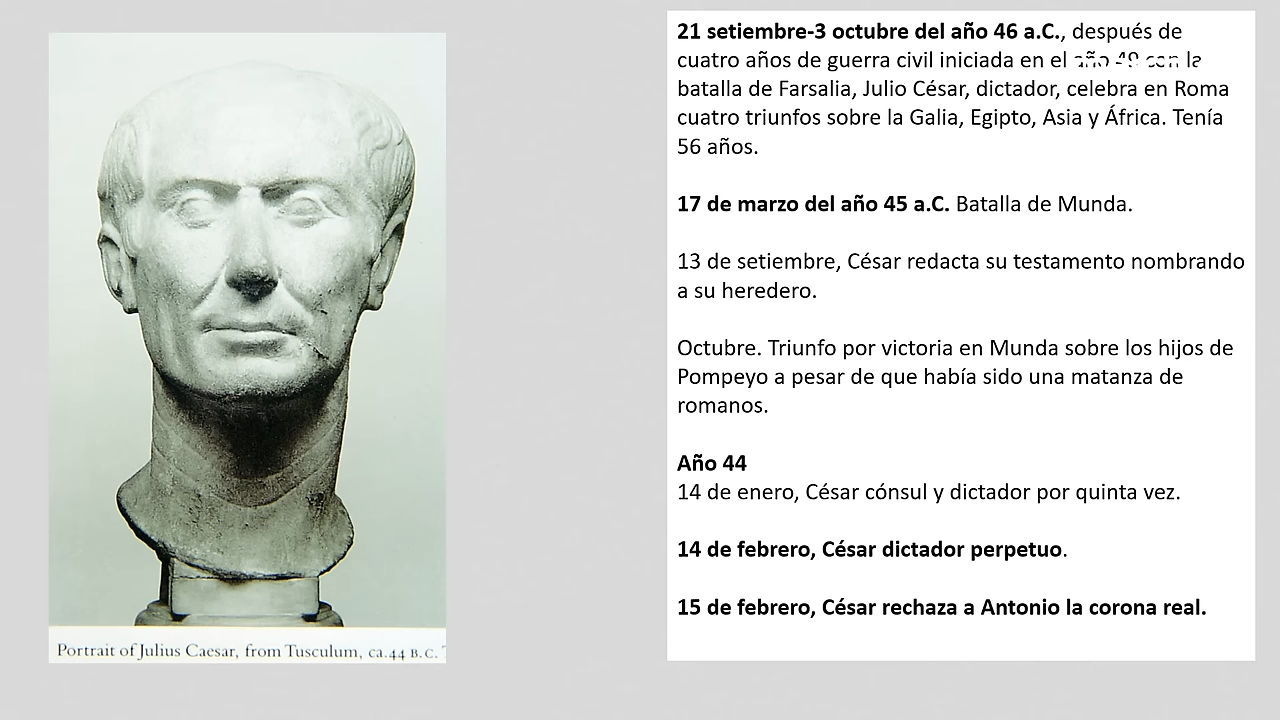 21 setiembre-3 octubre del año 46 a.C., después de
cuatro años de guerra civil iniciada en el año 49 con la
batalla de Farsalia, Julio César, dictador, celebra en Roma
cuatro triunfos sobre la Galia, Egipto, Asia y África. Tenía
56 años.
17 de marzo del año 45 a.C. Batalla de Munda.
13 de setiembre, César redacta su testamento nombrando
a su heredero.
Octubre. Triunfo por victoria en Munda sobre los hijos de
Pompeyo a pesar de que había sido una matanza de
romanos.
Año 44
14 de enero, César cónsul y dictador por quinta vez.
14 de febrero, César dictador perpetuo.
15 de febrero, César rechaza a Antonio la corona real.
Portrait of Julius Caesar, from Tusculum, ca.44 B.C.